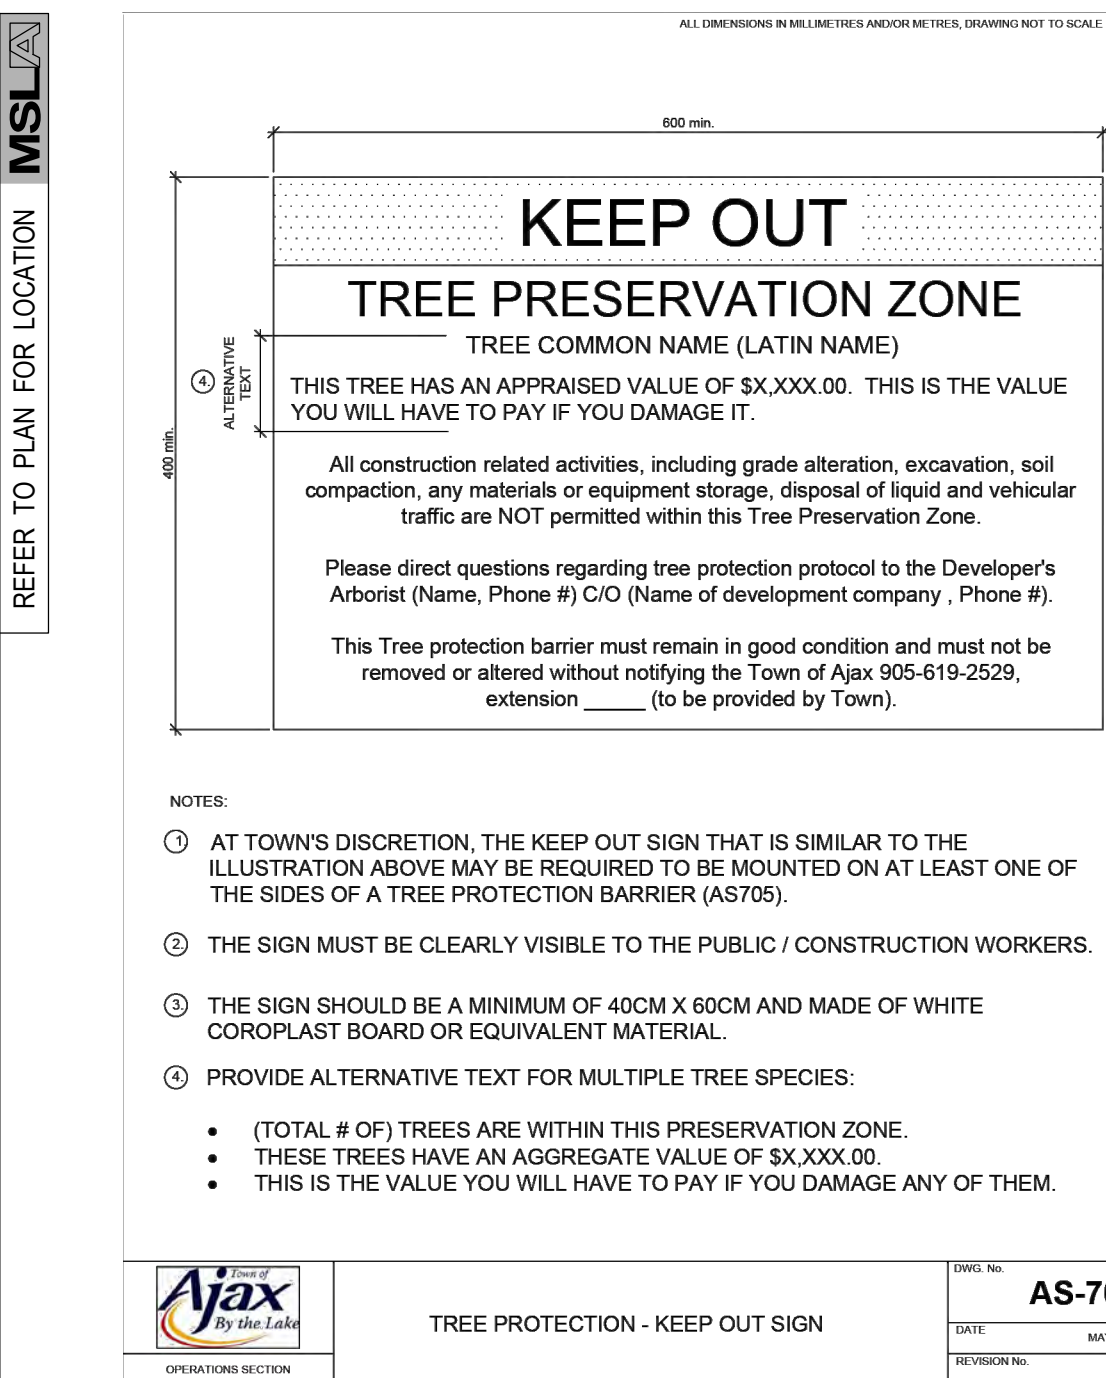 MSLA
REFER TO PLAN FOR LOCATION
ALL DIMENSIONS IN MILLIMETRES AND/OR METRES, DRAWING NOT TO SCALE
600 min.
400 min.
KEEP OUT
TREE PRESERVATION ZONE
4.
ALTERNATIVE
TEXT
TREE COMMON NAME (LATIN NAME)
THIS TREE HAS AN APPRAISED VALUE OF $X,XXX.00. THIS IS THE VALUE
YOU WILL HAVE TO PAY IF YOU DAMAGE IT.
All construction related activities, including grade alteration, excavation, soil
compaction, any materials or equipment storage, disposal of liquid and vehicular
traffic are NOT permitted within this Tree Preservation Zone.
Please direct questions regarding tree protection protocol to the Developer's
Arborist (Name, Phone #) C/O (Name of development company , Phone #).
This Tree protection barrier must remain in good condition and must not be
removed or altered without notifying the Town of Ajax 905-619-2529,
extension _____ (to be provided by Town).
NOTES:
1. AT TOWN'S DISCRETION, THE KEEP OUT SIGN THAT IS SIMILAR TO THE
ILLUSTRATION ABOVE MAY BE REQUIRED TO BE MOUNTED ON AT LEAST ONE OF
THE SIDES OF A TREE PROTECTION BARRIER (AS705).
2. THE SIGN MUST BE CLEARLY VISIBLE TO THE PUBLIC / CONSTRUCTION WORKERS.
3. THE SIGN SHOULD BE A MINIMUM OF 40CM X 60CM AND MADE OF WHITE
COROPLAST BOARD OR EQUIVALENT MATERIAL.
4. PROVIDE ALTERNATIVE TEXT FOR MULTIPLE TREE SPECIES:
• (TOTAL # OF) TREES ARE WITHIN THIS PRESERVATION ZONE.
• THESE TREES HAVE AN AGGREGATE VALUE OF $X,XXX.00.
• THIS IS THE VALUE YOU WILL HAVE TO PAY IF YOU DAMAGE ANY OF THEM.
Town of
Ajax
By the Lake
OPERATIONS SECTION
TREE PROTECTION - KEEP OUT SIGN
DWG. No.
DATE
REVISION No.